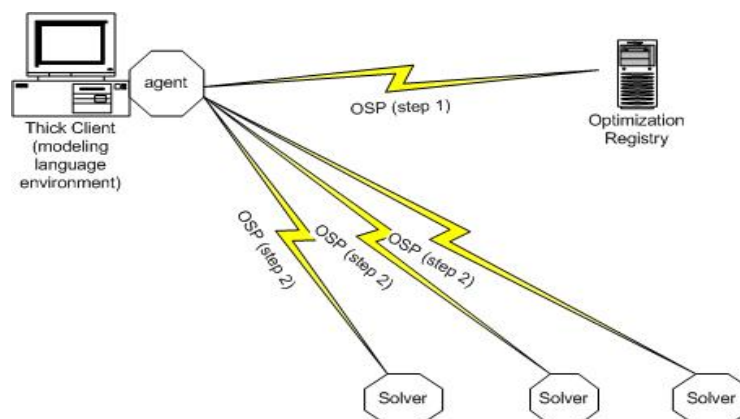 agent
OSP (step 1)
Thick Client
(modeling
language
environment)
Optimization
Registry
OSP (step 2)
OSP (step 2)
OSP (step 2)
Solver
Solver
Solver